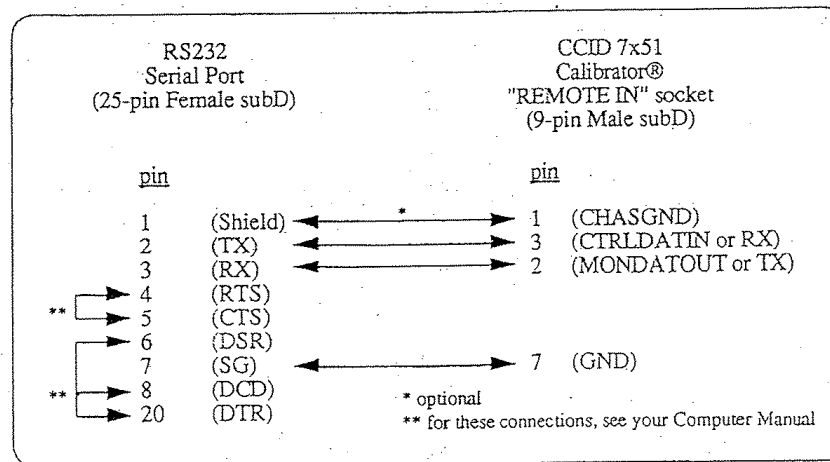 RS232
Serial Port
(25-pin Female subD)
CCID 7x51
Calibrator®
"REMOTE IN" socket
(9-pin Male subD)
pin
pin
1 (Shield) * 1 (CHASGND)
2 (TX) 3 (CTRLDATIN or RX)
3 (RX) 2 (MONDATOUT or TX)
4 (RTS)
**
5 (CTS)
6 (DSR)
7 (SG) 7 (GND)
** 8 (DCD)
20 (DTR)
* optional
** for these connections, see your Computer Manual